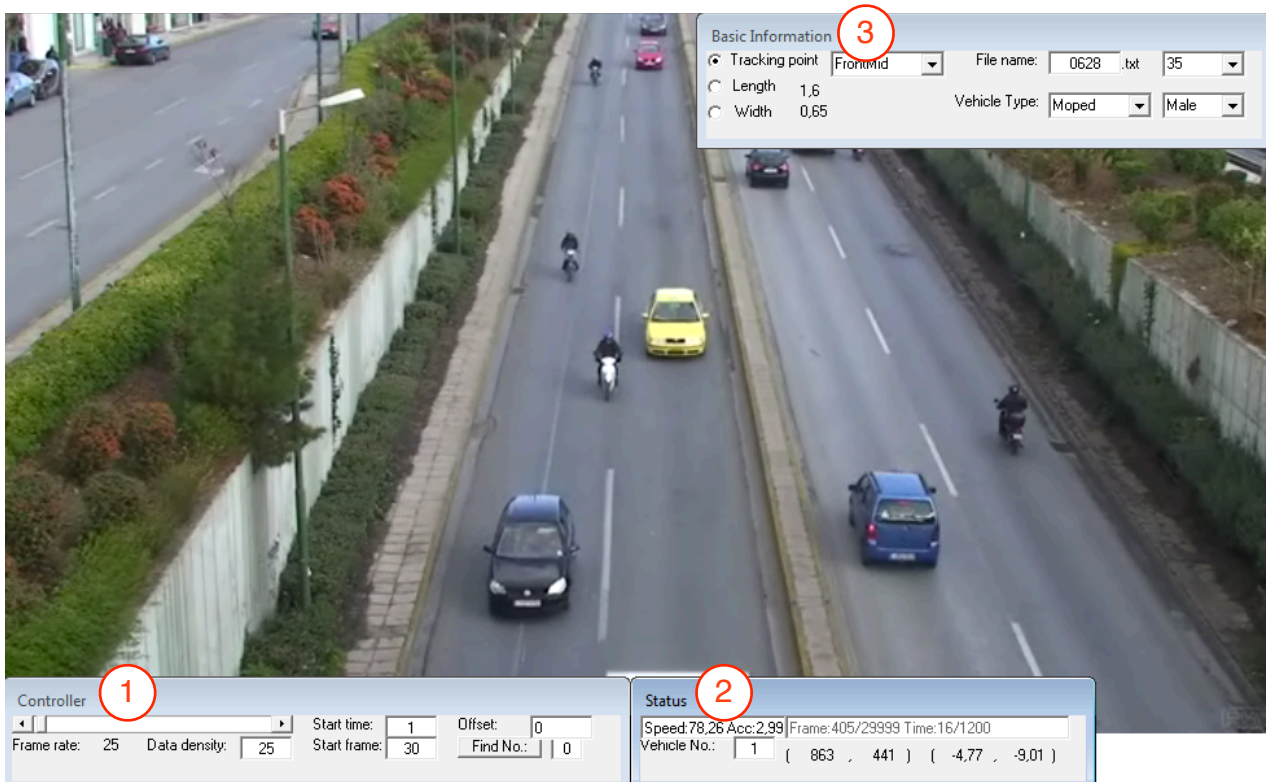 Basic Information
3
Tracking point FrontMid File name: 0628 .txt 35
Length 1,6
Width 0,65 Vehicle Type: Moped Male
Controller
1
Start time: 1 Offset: 0
Frame rate: 25 Data density: 25 Start frame: 30 Find No.: 0
Status
2
Speed:78,26 Acc:2,99 Frame:405/29999 Time:16/1200
Vehicle No.: 1 ( 863 , 441 ) ( -4,77 , -9,01 )